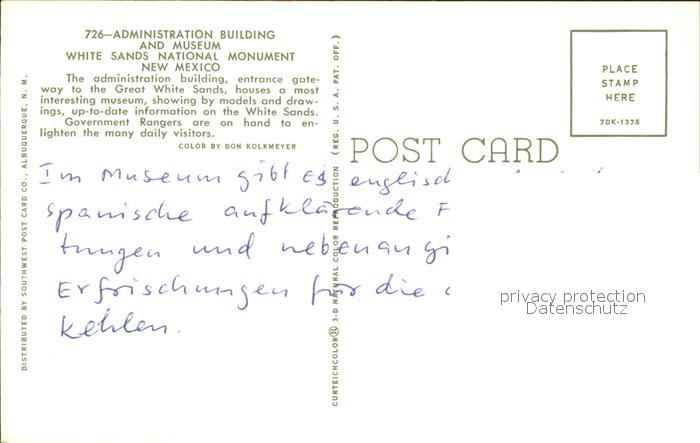 726—ADMINISTRATION BUILDING
AND MUSEUM
WHITE SANDS NATIONAL MONUMENT
NEW MEXICO
The administration building, entrance gate-
way to the Great White Sands, houses a most
interesting museum, showing by models and draw-
ings, up-to-date information on the White Sands.
Government Rangers are on hand to en-
lighten the many daily visitors.
COLOR BY DON KOLKMEYER
DISTRIBUTED BY SOUTHWEST POST CARD CO., ALBUQUERQUE, N. M.
CURTEICHCOLOR® 3-D NATURAL COLOR REPRODUCTION (REG. U. S. A. PAT. OFF.)
POST CARD
PLACE
STAMP
HERE
7DK-1375
Im Museum gibt es englisch
spanische aufklärende F
tungen und nebenan gi
Erfrischungen für die
Kehlen.
privacy protection
Datenschutz